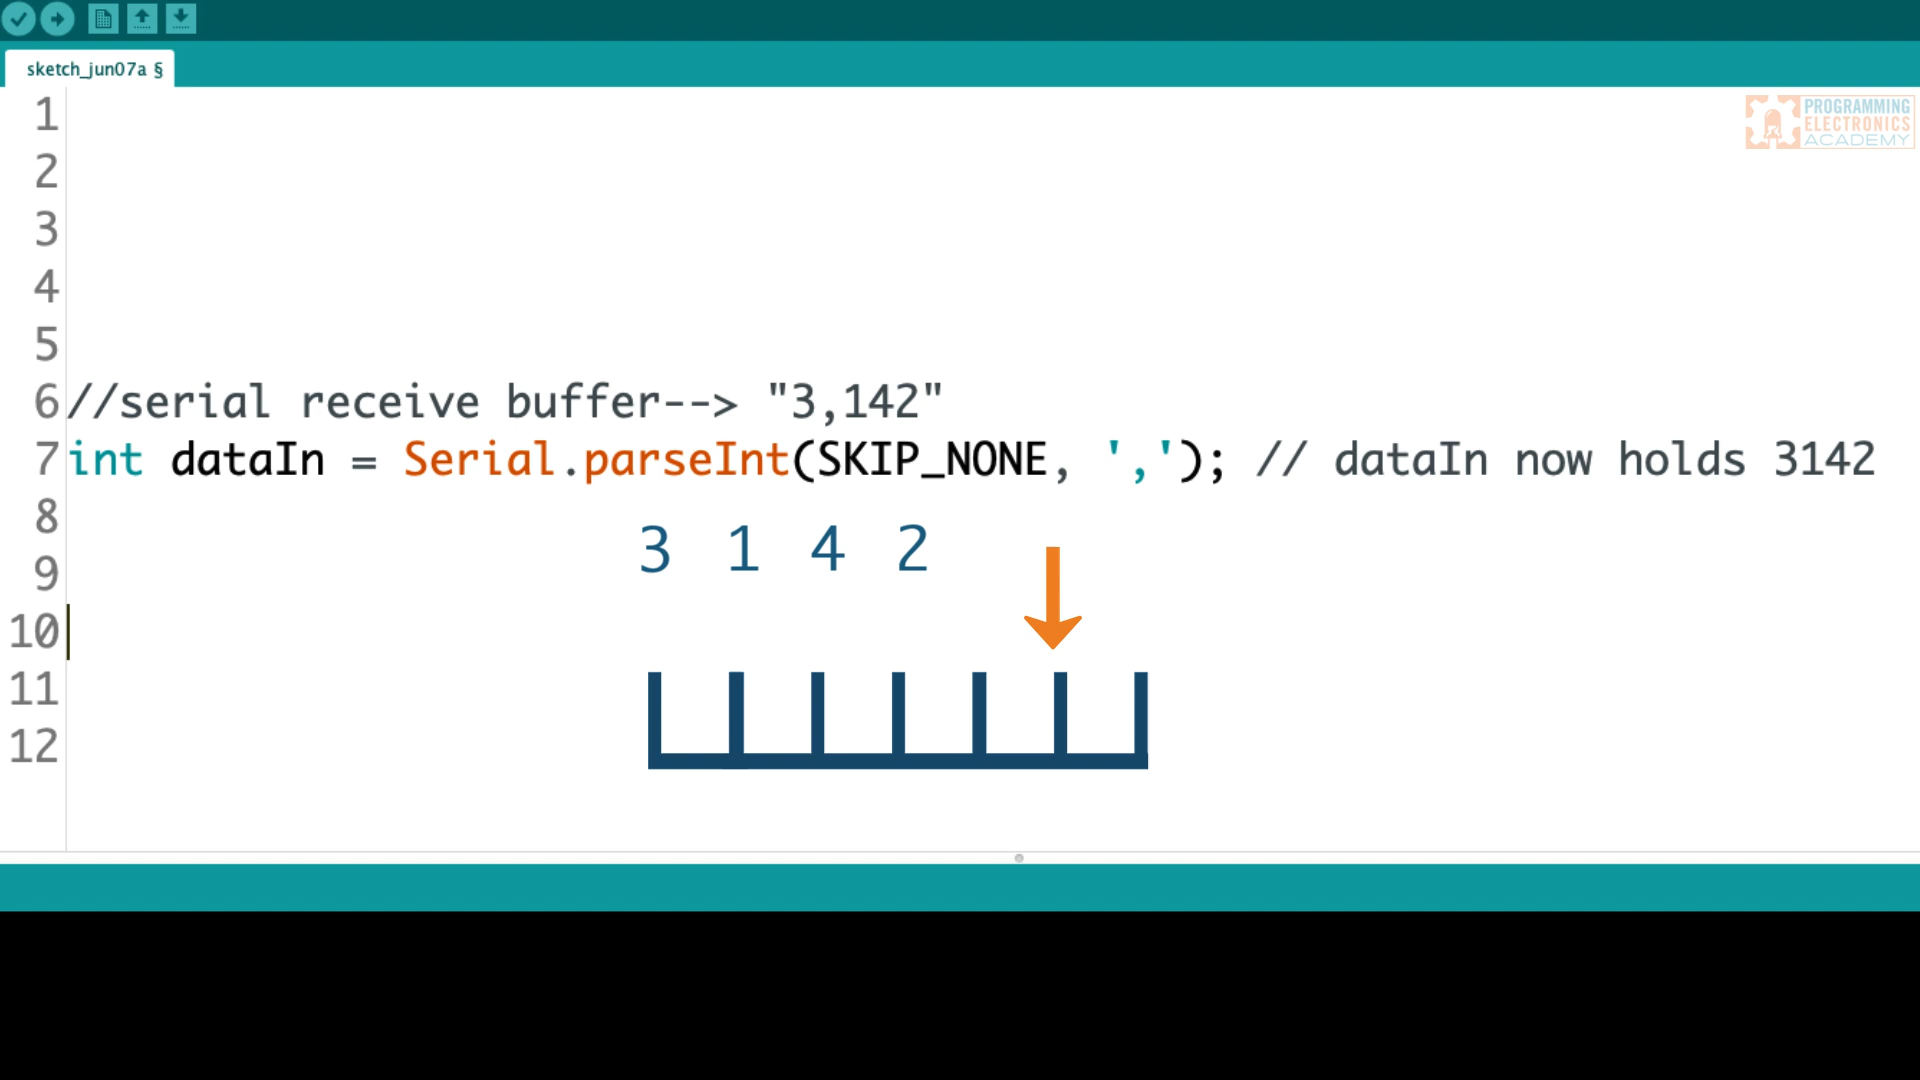 sketch_jun07a §
PROGRAMMING
ELECTRONICS
ACADEMY
1
2
3
4
5
6 //serial receive buffer--> "3,142"
7 int dataIn = Serial.parseInt(SKIP_NONE, ','); // dataIn now holds 3142
8
3 1 4 2
9
10
11
12